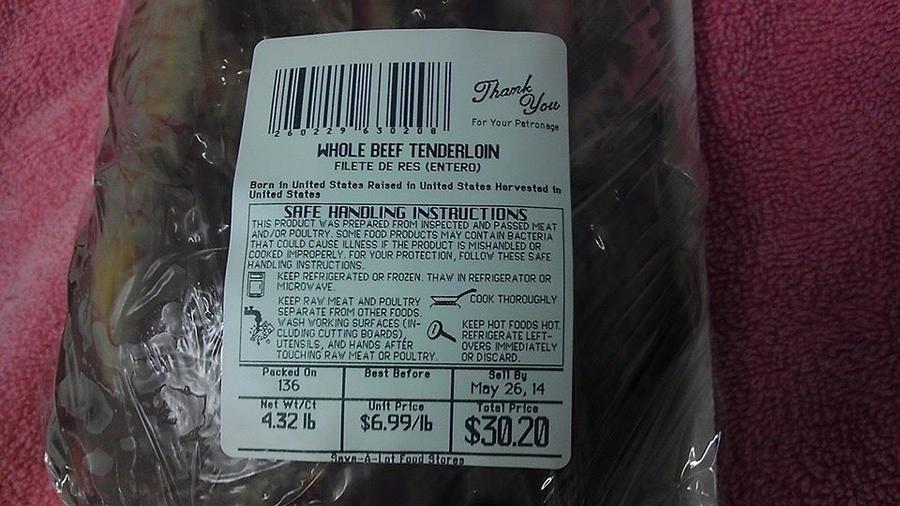 Thank
You
For Your Patronage
2 60229 630208
WHOLE BEEF TENDERLOIN
FILETE DE RES (ENTERO)
Born in United States Raised in United States Harvested in
United States
SAFE HANDLING INSTRUCTIONS
THIS PRODUCT WAS PREPARED FROM INSPECTED AND PASSED MEAT
AND/OR POULTRY. SOME FOOD PRODUCTS MAY CONTAIN BACTERIA
THAT COULD CAUSE ILLNESS IF THE PRODUCT IS MISHANDLED OR
COOKED IMPROPERLY. FOR YOUR PROTECTION, FOLLOW THESE SAFE
HANDLING INSTRUCTIONS.
KEEP REFRIGERATED OR FROZEN. THAW IN REFRIGERATOR OR
MICROWAVE.
KEEP RAW MEAT AND POULTRY
SEPARATE FROM OTHER FOODS.
WASH WORKING SURFACES (IN-
CLUDING CUTTING BOARDS),
UTENSILS, AND HANDS AFTER
TOUCHING RAW MEAT OR POULTRY.
COOK THOROUGHLY
KEEP HOT FOODS HOT.
REFRIGERATE LEFT-
OVERS IMMEDIATELY
OR DISCARD.
Packed On
136
Best Before
Sell By
May 26, 14
Net Wt/Ct
4.32 lb
Unit Price
$6.99/lb
Total Price
$30.20
Save-A-Lot Food Stores